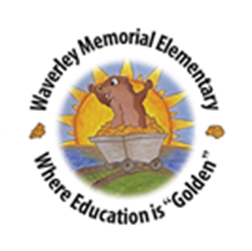 Waverley Memorial Elementary
Where Education is "Golden"